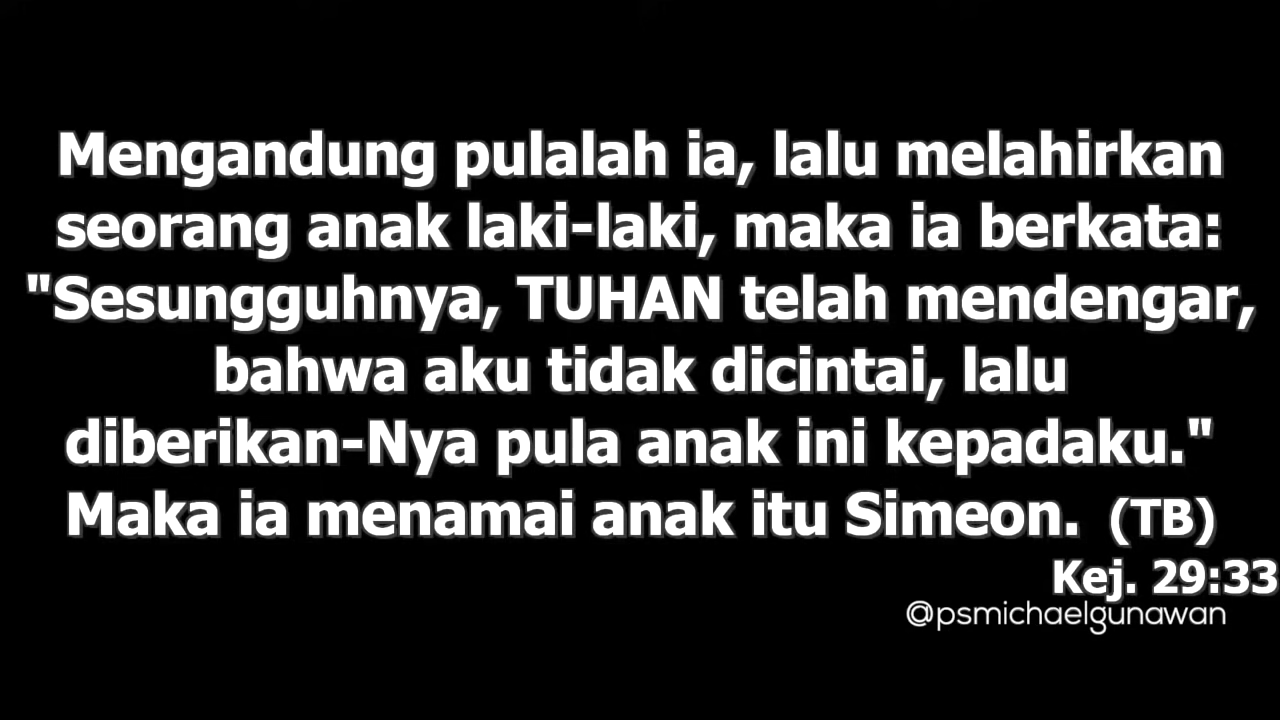 Mengandung pulalah ia, lalu melahirkan
seorang anak laki-laki, maka ia berkata:
"Sesungguhnya, TUHAN telah mendengar,
bahwa aku tidak dicintai, lalu
diberikan-Nya pula anak ini kepadaku."
Maka ia menamai anak itu Simeon. (TB)
Kej. 29:33
@psmichaelgunawan